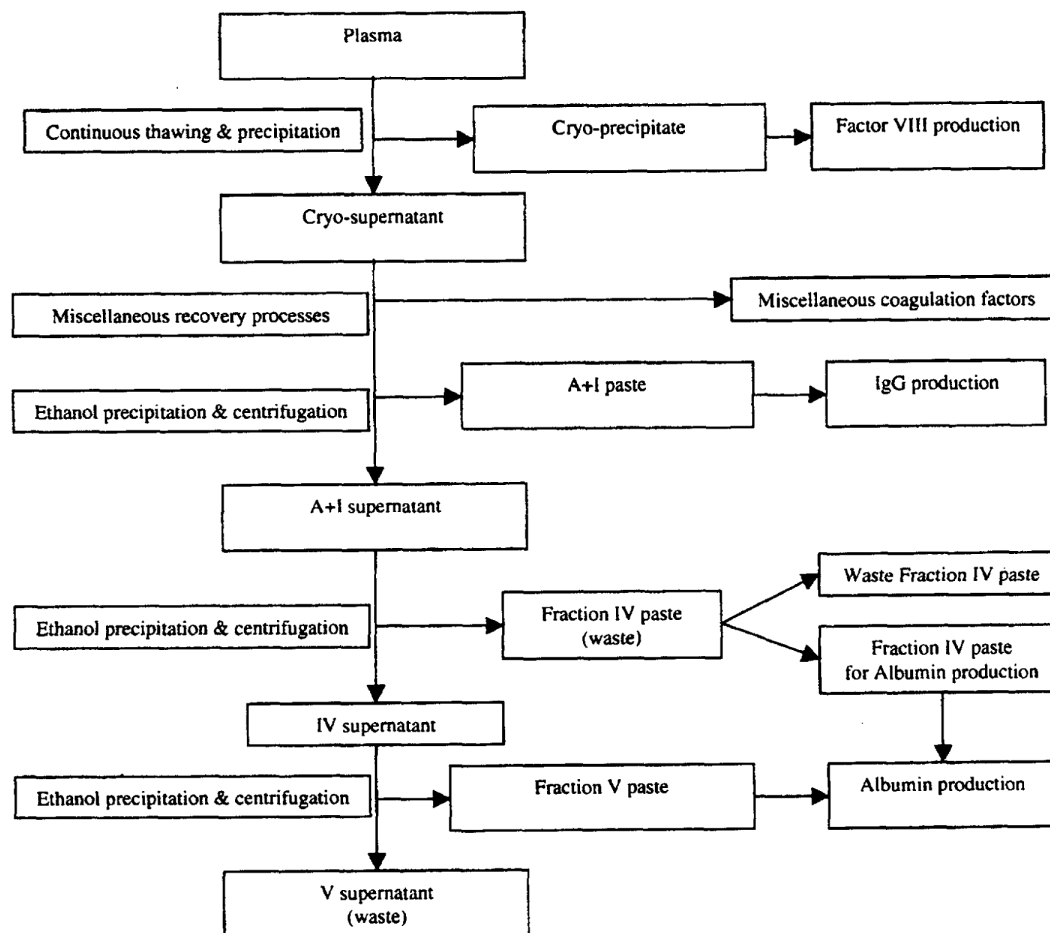 Plasma
Continuous thawing & precipitation
Cryo-precipitate
Factor VIII production
Cryo-supernatant
Miscellaneous recovery processes
Miscellaneous coagulation factors
Ethanol precipitation & centrifugation
A+I paste
IgG production
A+I supernatant
Ethanol precipitation & centrifugation
Fraction IV paste
(waste)
Waste Fraction IV paste
Fraction IV paste
for Albumin production
IV supernatant
Ethanol precipitation & centrifugation
Fraction V paste
Albumin production
V supernatant
(waste)